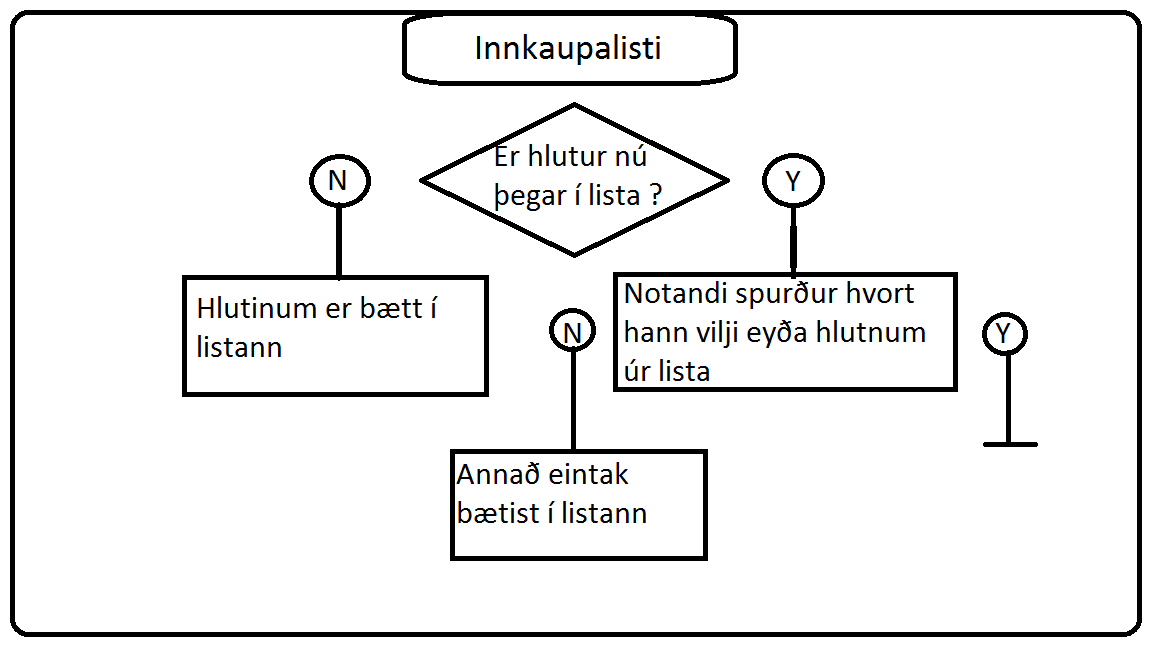 Innkaupalisti
Er hlutur nú
þegar í lista ?
N
Y
Hlutinum er bætt í
listann
Notandi spurður hvort
hann vilji eyða hlutnum
úr lista
N
Y
Annað eintak
bætist í listann